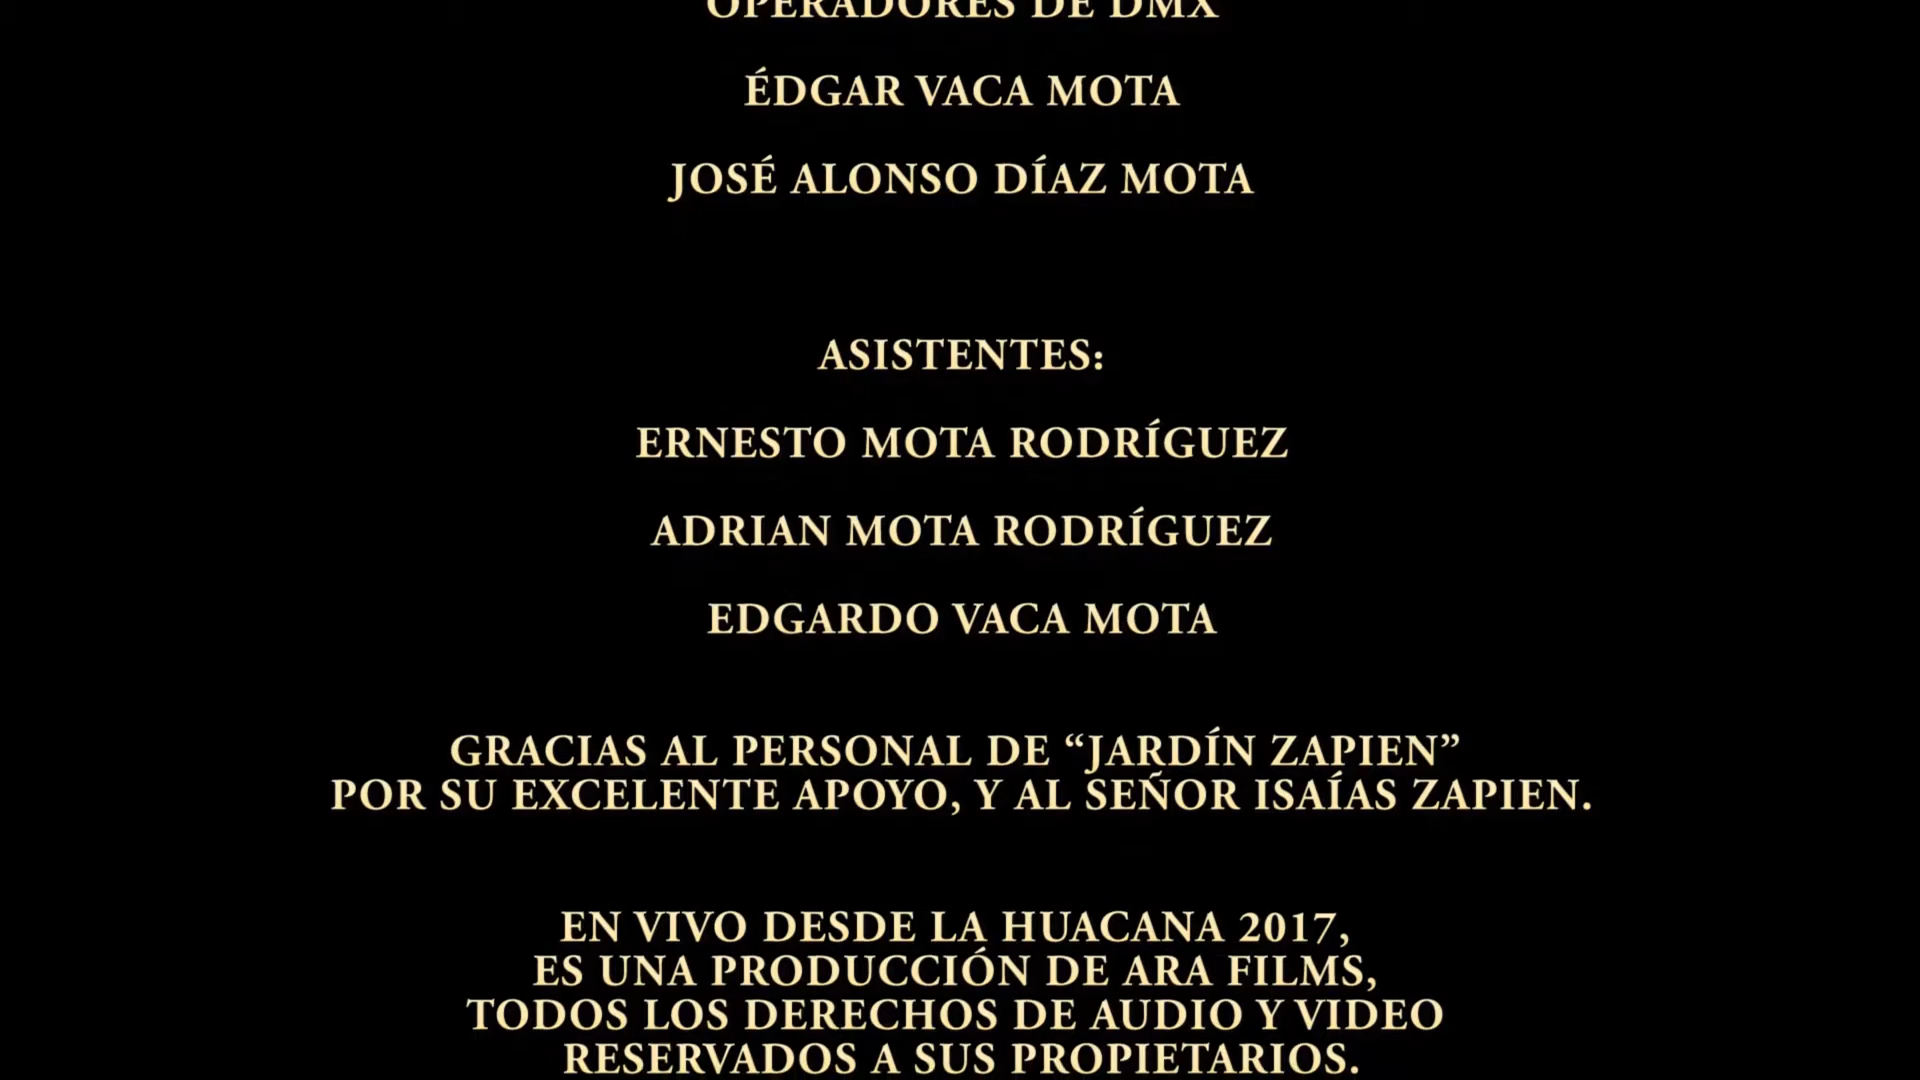 OPERADORES DE DMX
ÉDGAR VACA MOTA
JOSÉ ALONSO DÍAZ MOTA
ASISTENTES:
ERNESTO MOTA RODRÍGUEZ
ADRIAN MOTA RODRÍGUEZ
EDGARDO VACA MOTA
GRACIAS AL PERSONAL DE “JARDÍN ZAPIEN”
POR SU EXCELENTE APOYO, Y AL SEÑOR ISAÍAS ZAPIEN.
EN VIVO DESDE LA HUACANA 2017,
ES UNA PRODUCCIÓN DE ARA FILMS,
TODOS LOS DERECHOS DE AUDIO Y VIDEO
RESERVADOS A SUS PROPIETARIOS.